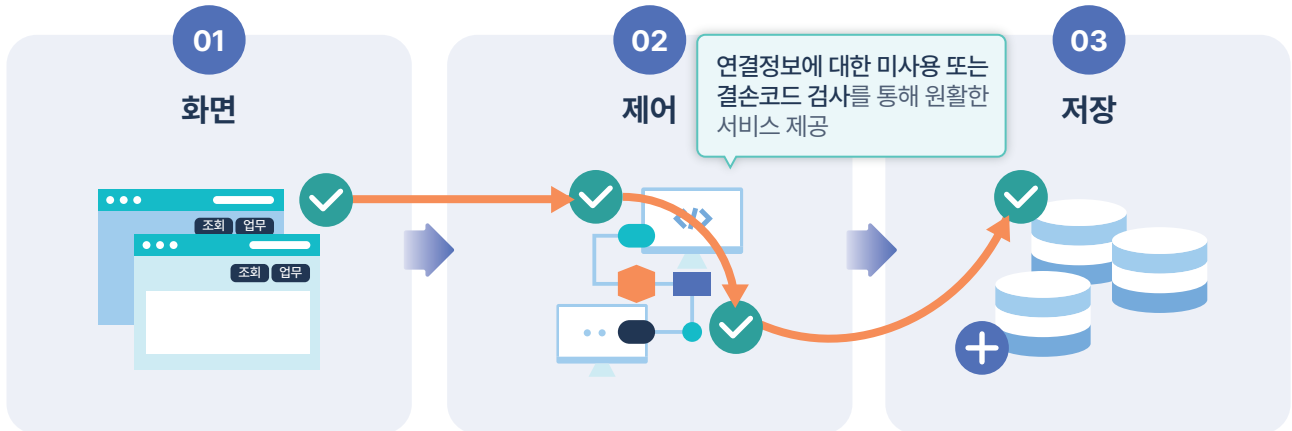 01
화면
조회 업무
조회 업무
02
제어
연결정보에 대한 미사용 또는
결손코드 검사를 통해 원활한
서비스 제공
</>
03
저장